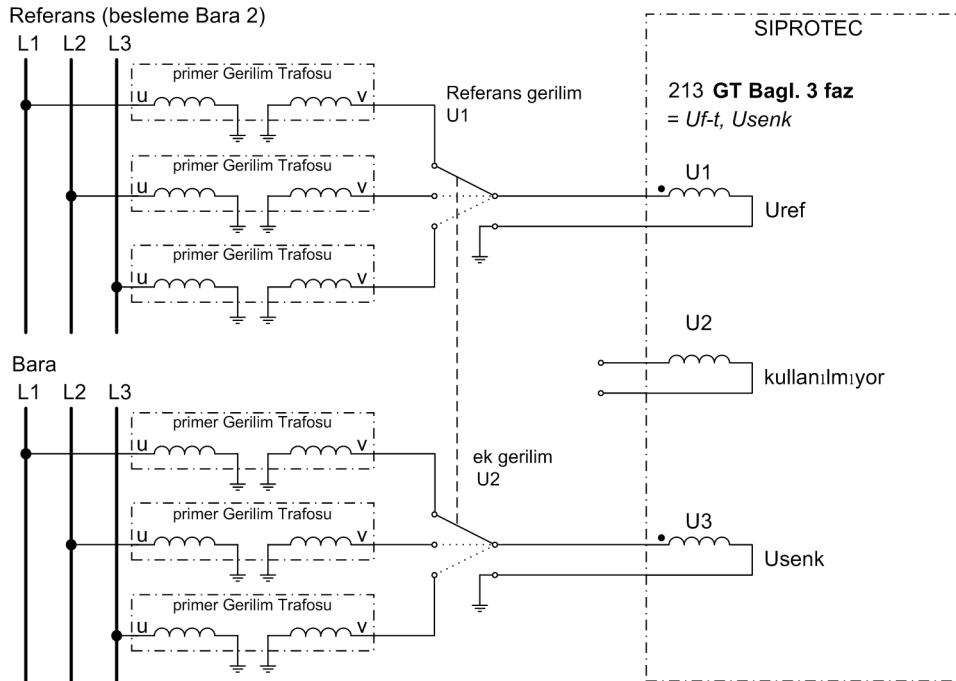 Referans (besleme Bara 2)
L1 L2 L3
primer Gerilim Trafosu
u v
primer Gerilim Trafosu
u v
primer Gerilim Trafosu
u v
Referans gerilim
U1
SIPROTEC
213 GT Bagl. 3 faz
= Uf-t, Usenk
U1
Uref
U2
kullanılmıyor
Bara
L1 L2 L3
primer Gerilim Trafosu
u v
primer Gerilim Trafosu
u v
primer Gerilim Trafosu
u v
ek gerilim
U2
U3
Usenk